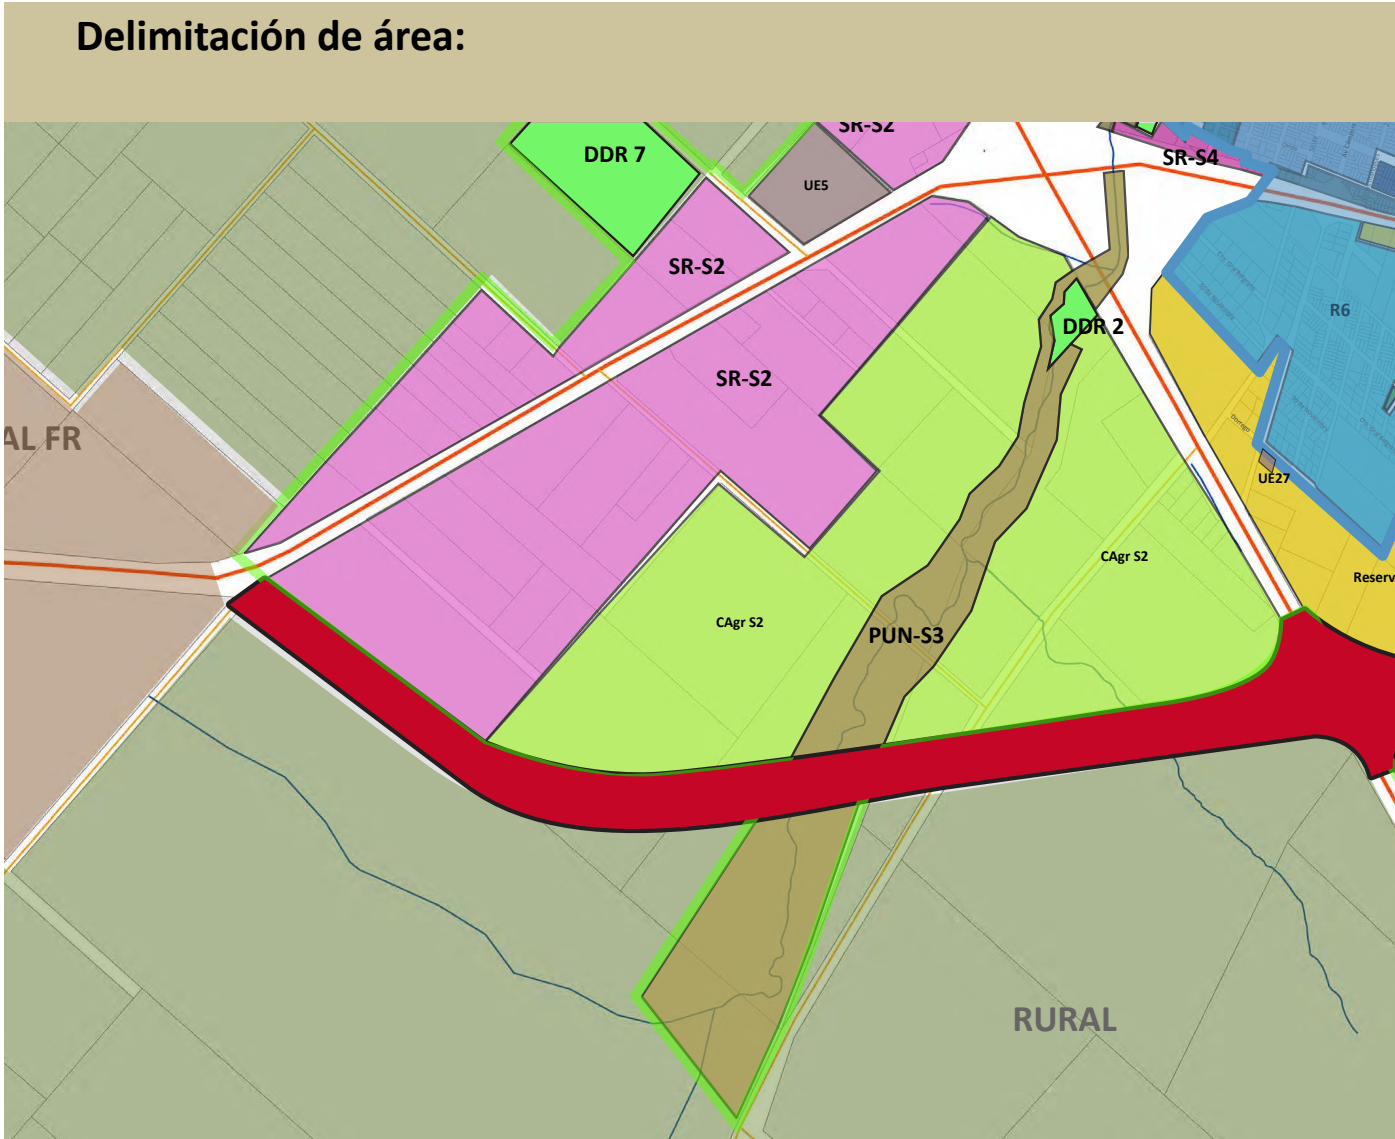 Delimitación de área:
SR-S2
DDR 7
SR-S4
UE5
SR-S2
R6
DDR 2
SR-S2
AL FR
UE27
CAgr S2
Reserv
CAgr S2
PUN-S3
RURAL